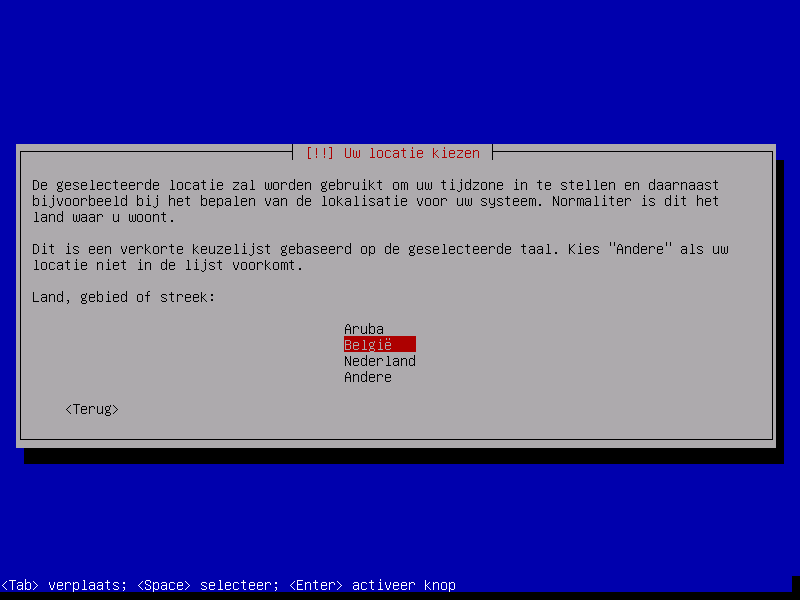 [!!] Uw locatie kiezen
De geselecteerde locatie zal worden gebruikt om uw tijdzone in te stellen en daarnaast
bijvoorbeeld bij het bepalen van de lokalisatie voor uw systeem. Normaliter is dit het
land waar u woont.
Dit is een verkorte keuzelijst gebaseerd op de geselecteerde taal. Kies "Andere" als uw
locatie niet in de lijst voorkomt.
Land, gebied of streek:
Aruba
België
Nederland
Andere
<Terug>
<Tab> verplaats; <Space> selecteer; <Enter> activeer knop